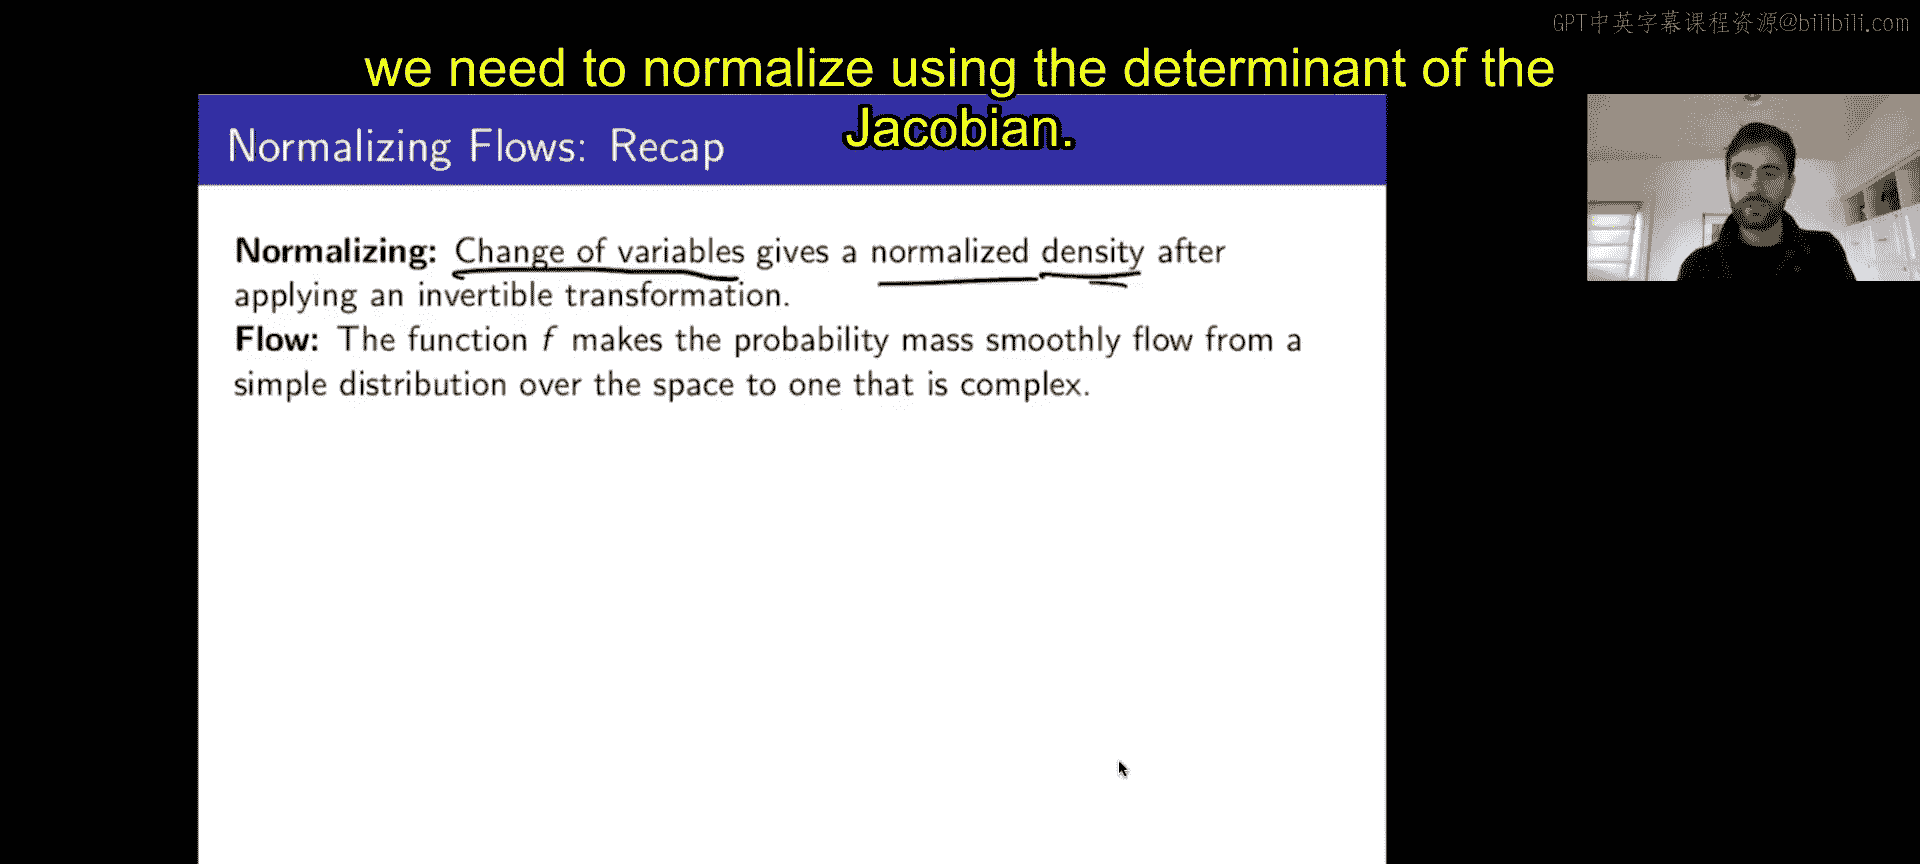 GPT中英字幕课程资源@bilibili.com
we need to normalize using the determinant of the
Jacobian.
Normalizing Flows: Recap
Normalizing: Change of variables gives a normalized density after
applying an invertible transformation.
Flow: The function f makes the probability mass smoothly flow from a
simple distribution over the space to one that is complex.